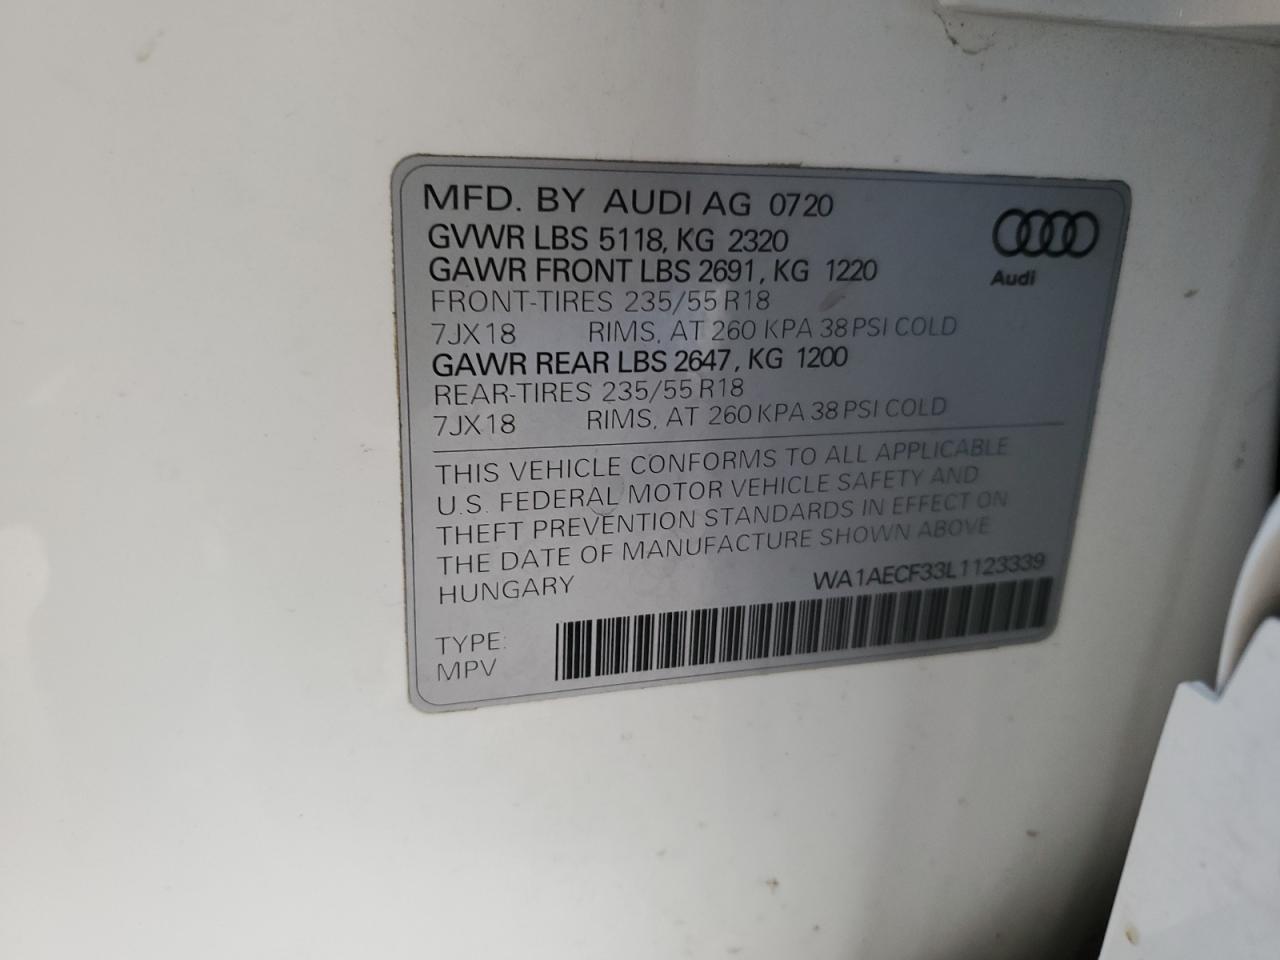 MFD. BY AUDI AG 0720
GVWR LBS 5118, KG 2320
GAWR FRONT LBS 2691, KG 1220
FRONT-TIRES 235/55 R18
7JX18 RIMS, AT 260 KPA 38 PSI COLD
GAWR REAR LBS 2647, KG 1200
REAR-TIRES 235/55 R18
7JX18 RIMS, AT 260 KPA 38 PSI COLD
Audi
THIS VEHICLE CONFORMS TO ALL APPLICABLE
U.S. FEDERAL MOTOR VEHICLE SAFETY AND
THEFT PREVENTION STANDARDS IN EFFECT ON
THE DATE OF MANUFACTURE SHOWN ABOVE
HUNGARY WA1AECF33L1123339
TYPE:
MPV